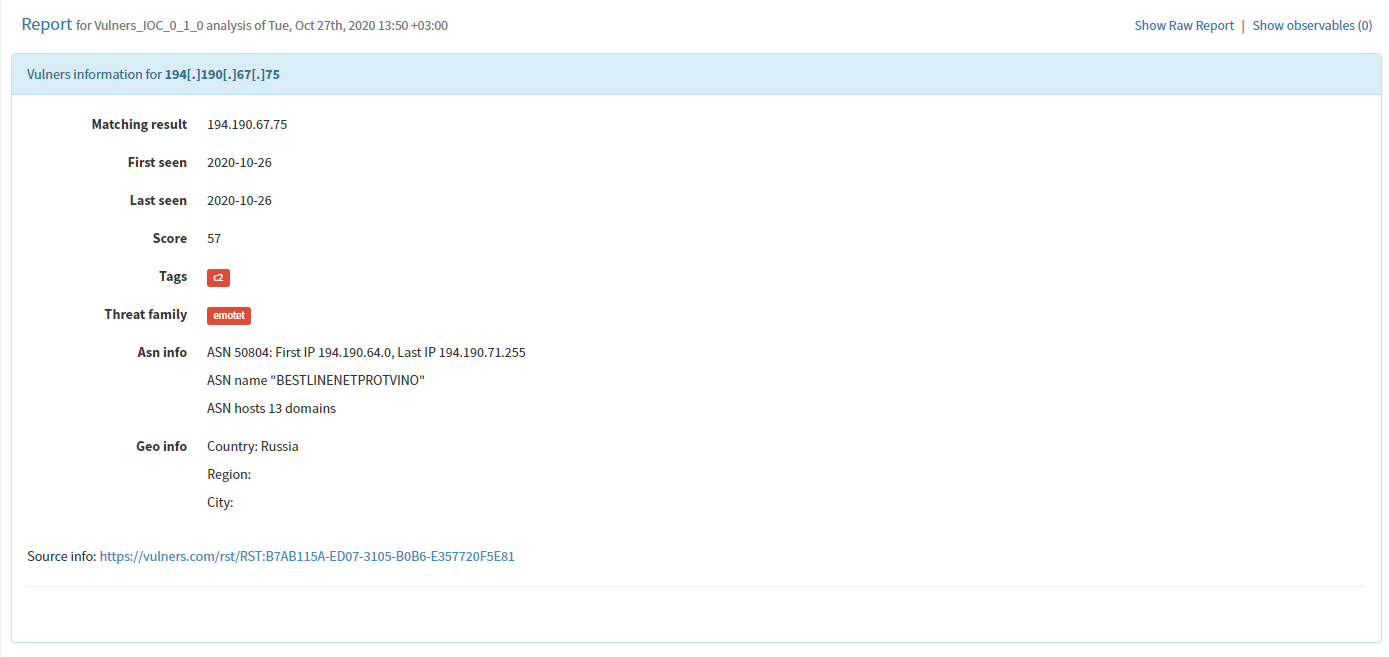 Report for Vulners_IOC_0_1_0 analysis of Tue, Oct 27th, 2020 13:50 +03:00
Show Raw Report | Show observables (0)
Vulners information for 194[.]190[.]67[.]75
Matching result 194.190.67.75
First seen 2020-10-26
Last seen 2020-10-26
Score 57
Tags c2
Threat family emotet
Asn info ASN 50804: First IP 194.190.64.0, Last IP 194.190.71.255
ASN name "BESTLINENETPROTVINO"
ASN hosts 13 domains
Geo info Country: Russia
Region:
City:
Source info: https://vulners.com/rst/RST:B7AB115A-ED07-3105-B0B6-E357720F5E81